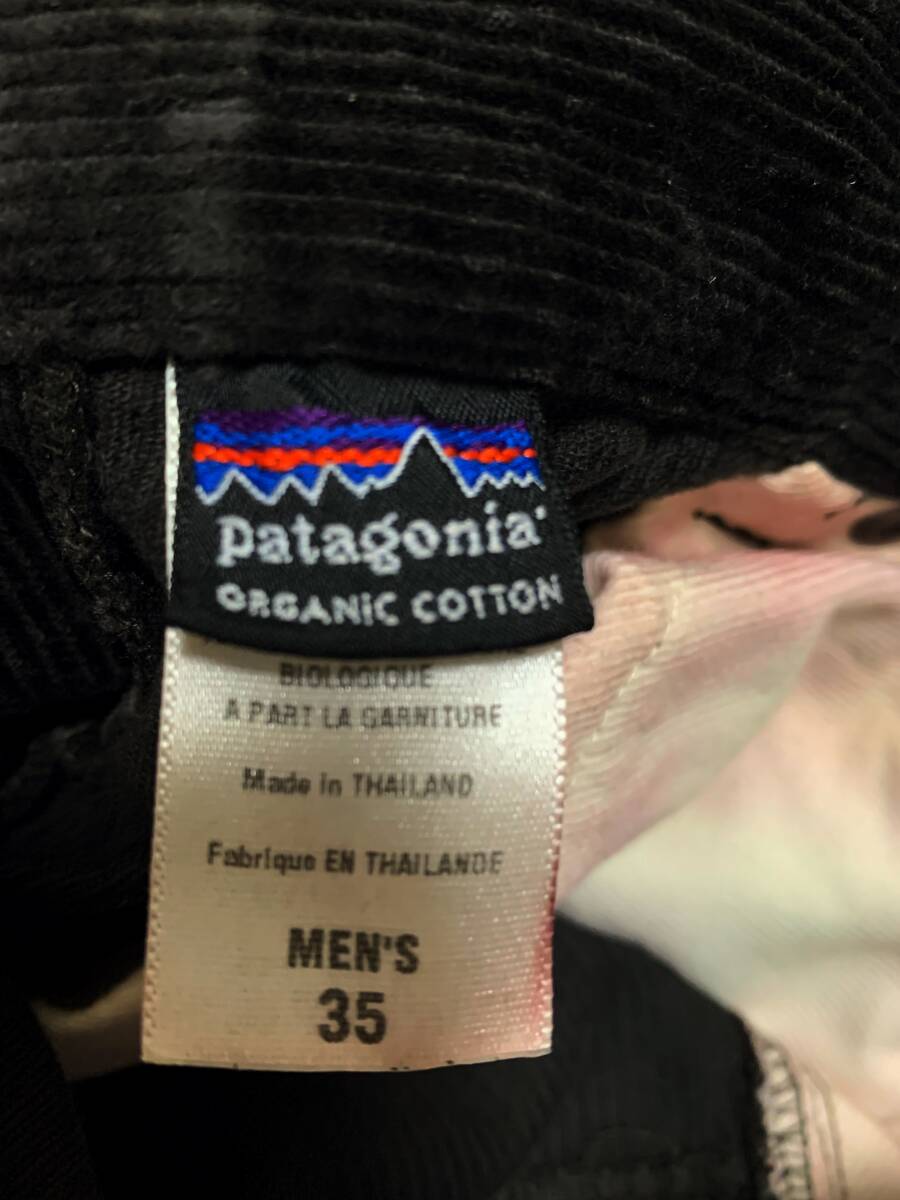 patagonia
ORGANIC COTTON
BIOLOGIQUE
A PART LA GARNITURE
Made in THAILAND
Fabrique EN THAILANDE
MEN'S
35